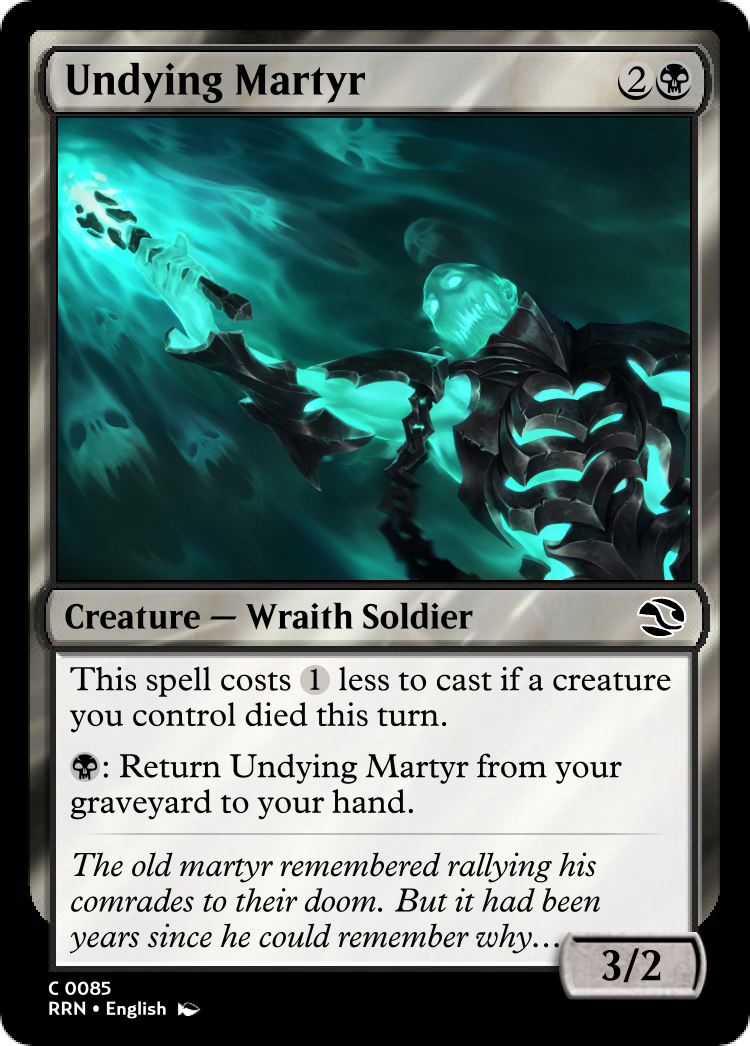 Undying Martyr 2
Creature — Wraith Soldier
This spell costs 1 less to cast if a creature
you control died this turn.
: Return Undying Martyr from your
graveyard to your hand.
The old martyr remembered rallying his
comrades to their doom. But it had been
years since he could remember why…
3/2
C 0085
RRN • English